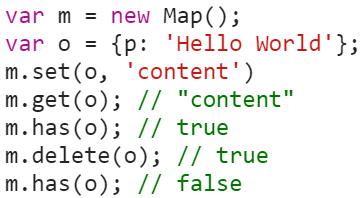 var m = new Map();
var o = {p: 'Hello World'};
m.set(o, 'content')
m.get(o); // "content"
m.has(o); // true
m.delete(o); // true
m.has(o); // false